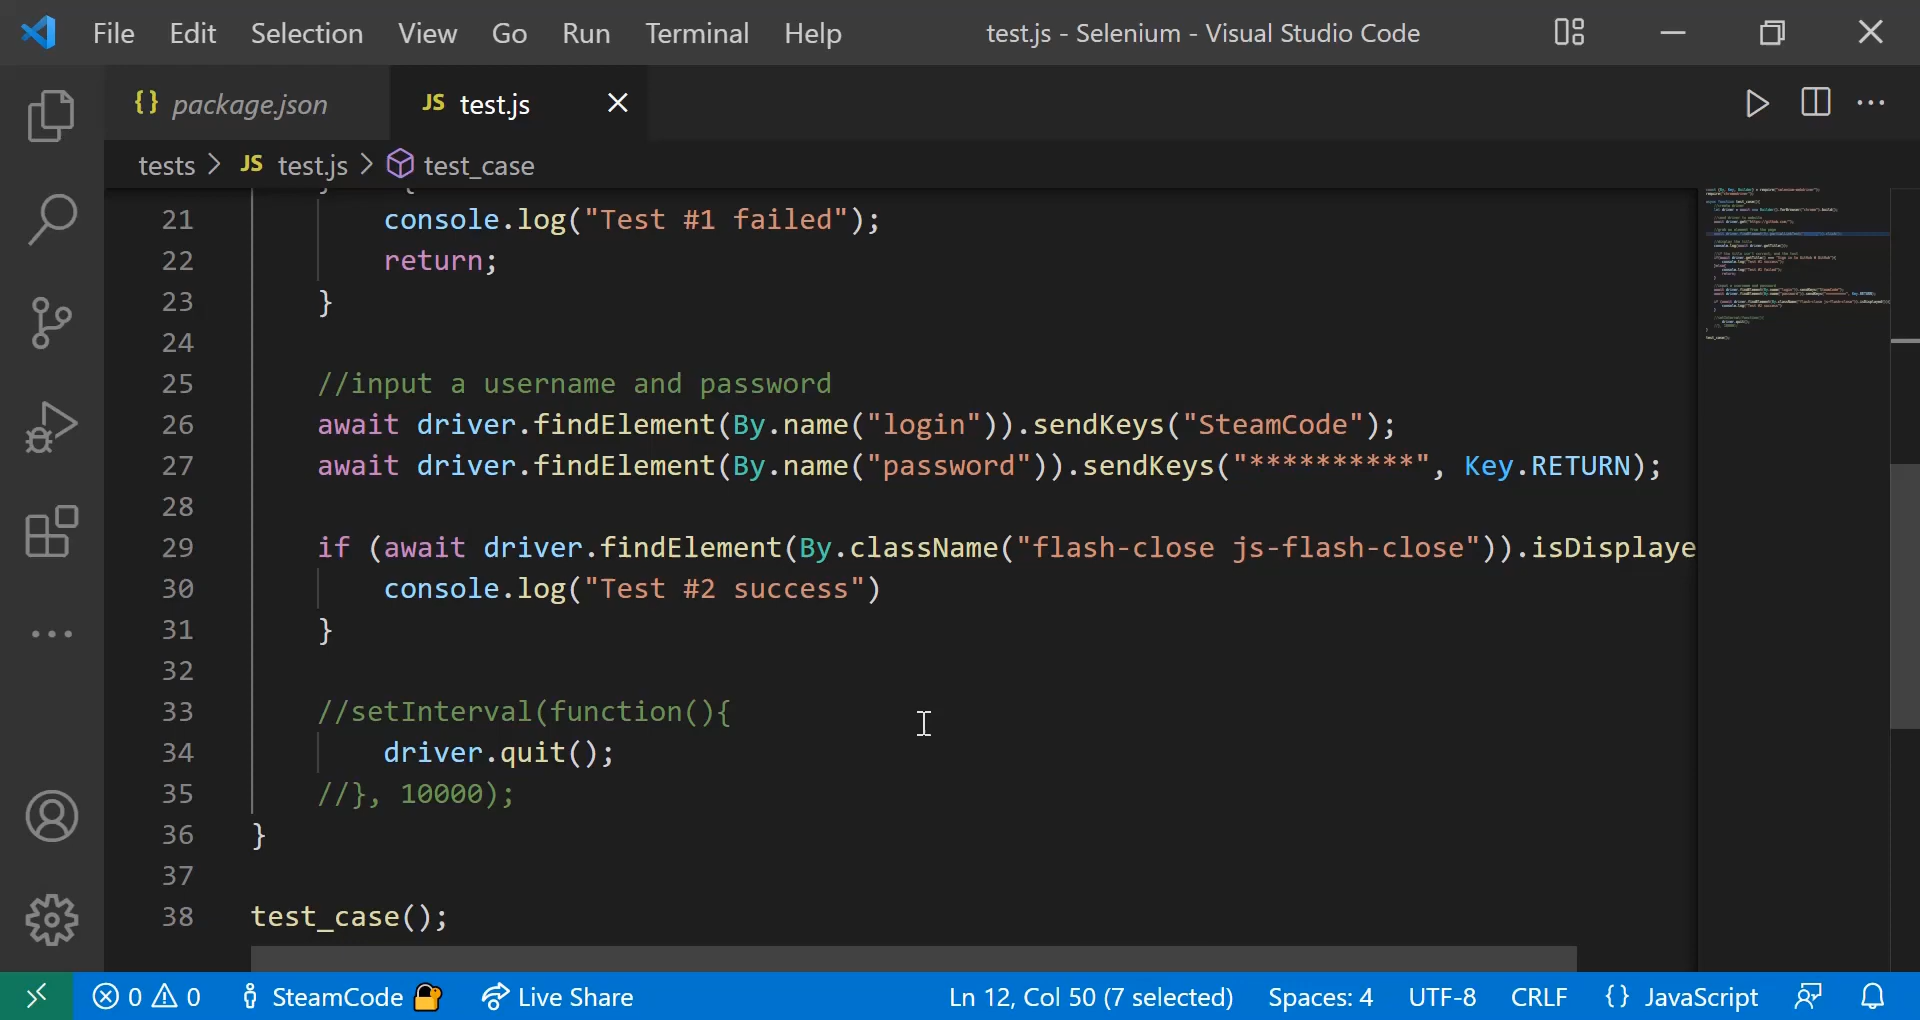 File Edit Selection View Go Run Terminal Help test.js - Selenium - Visual Studio Code
{} package.json JS test.js
tests > JS test.js > test_case
21 console.log("Test #1 failed");
22 return;
23 }
24
25 //input a username and password
26 await driver.findElement(By.name("login")).sendKeys("SteamCode");
27 await driver.findElement(By.name("password")).sendKeys("**********", Key.RETURN);
28
29 if (await driver.findElement(By.className("flash-close js-flash-close")).isDisplaye
30 console.log("Test #2 success")
31 }
32
33 //setInterval(function(){
34 driver.quit();
35 //}, 10000);
36 }
37
38 test_case();
0 0 SteamCode Live Share Ln 12, Col 50 (7 selected) Spaces: 4 UTF-8 CRLF {} JavaScript